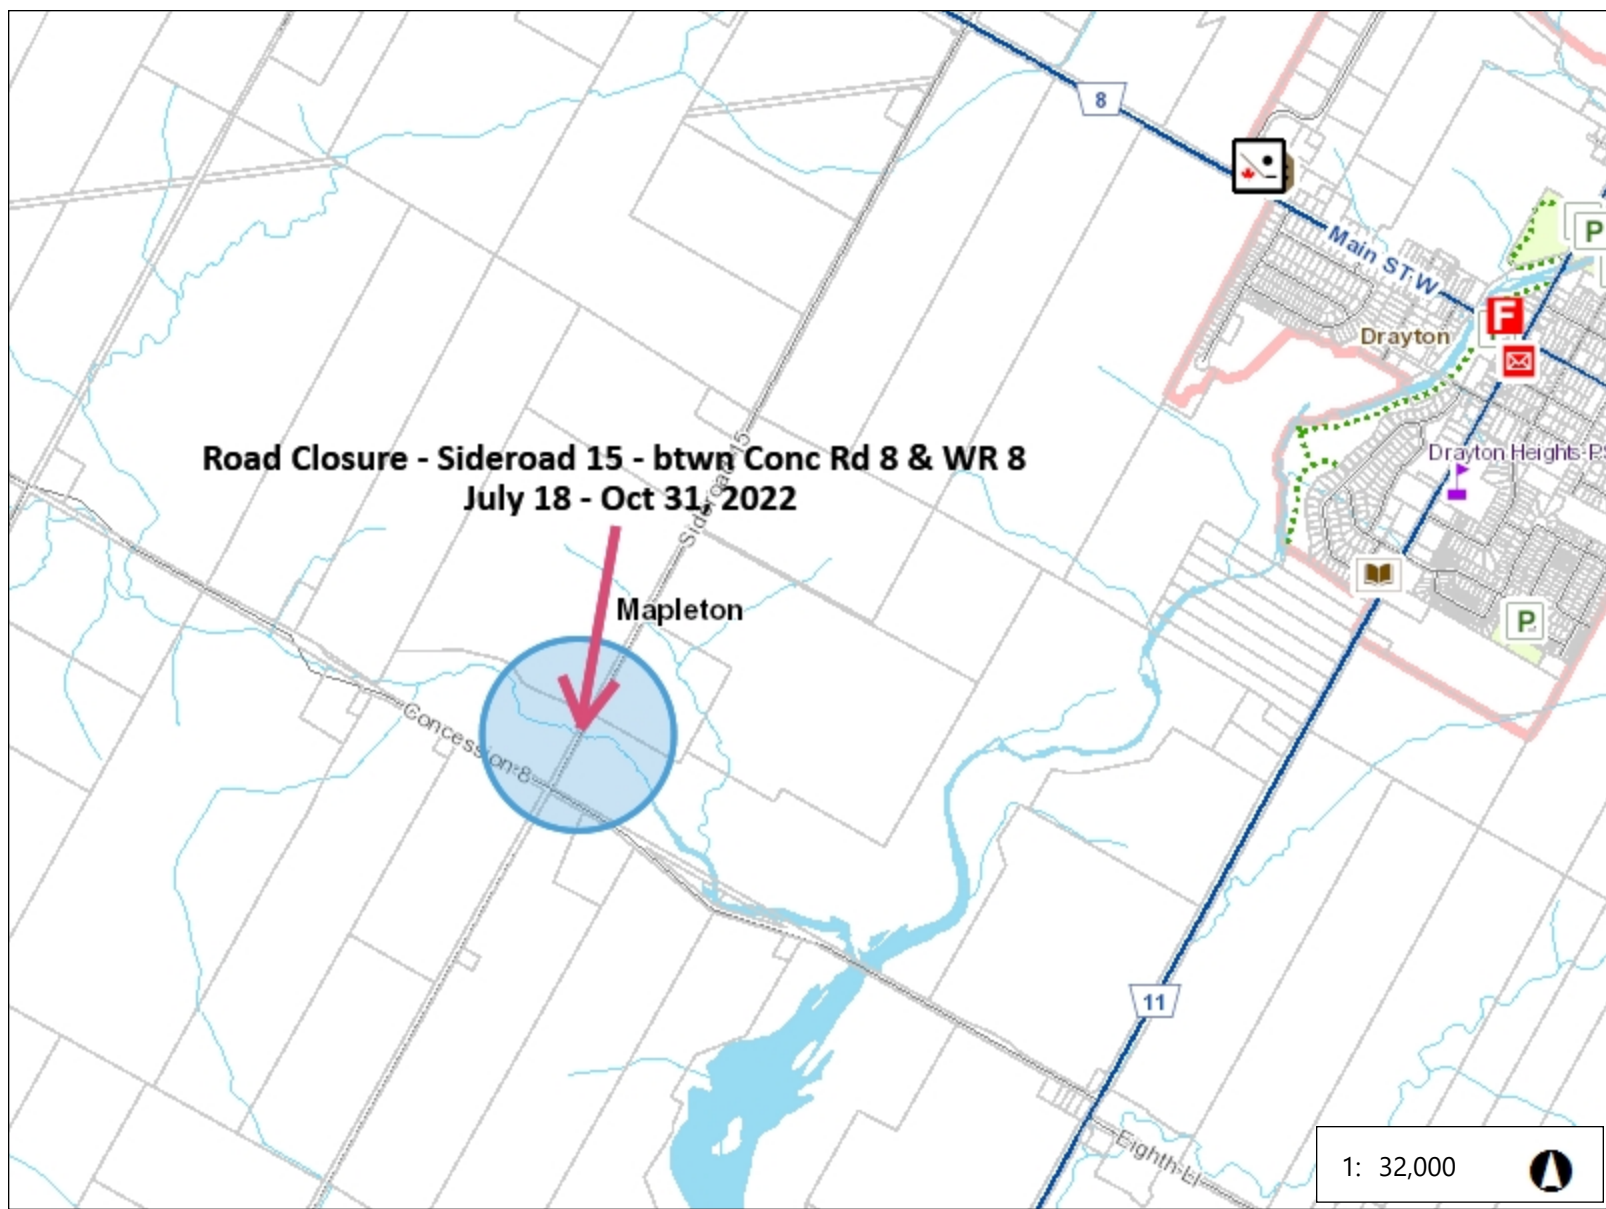 8
Main ST W
P
F
Drayton
Drayton Heights P
Sideroad 15
Road Closure - Sideroad 15 - btwn Conc Rd 8 & WR 8
July 18 - Oct 31, 2022
Mapleton
P
Concession 8
11
Eighth LI
1: 32,000